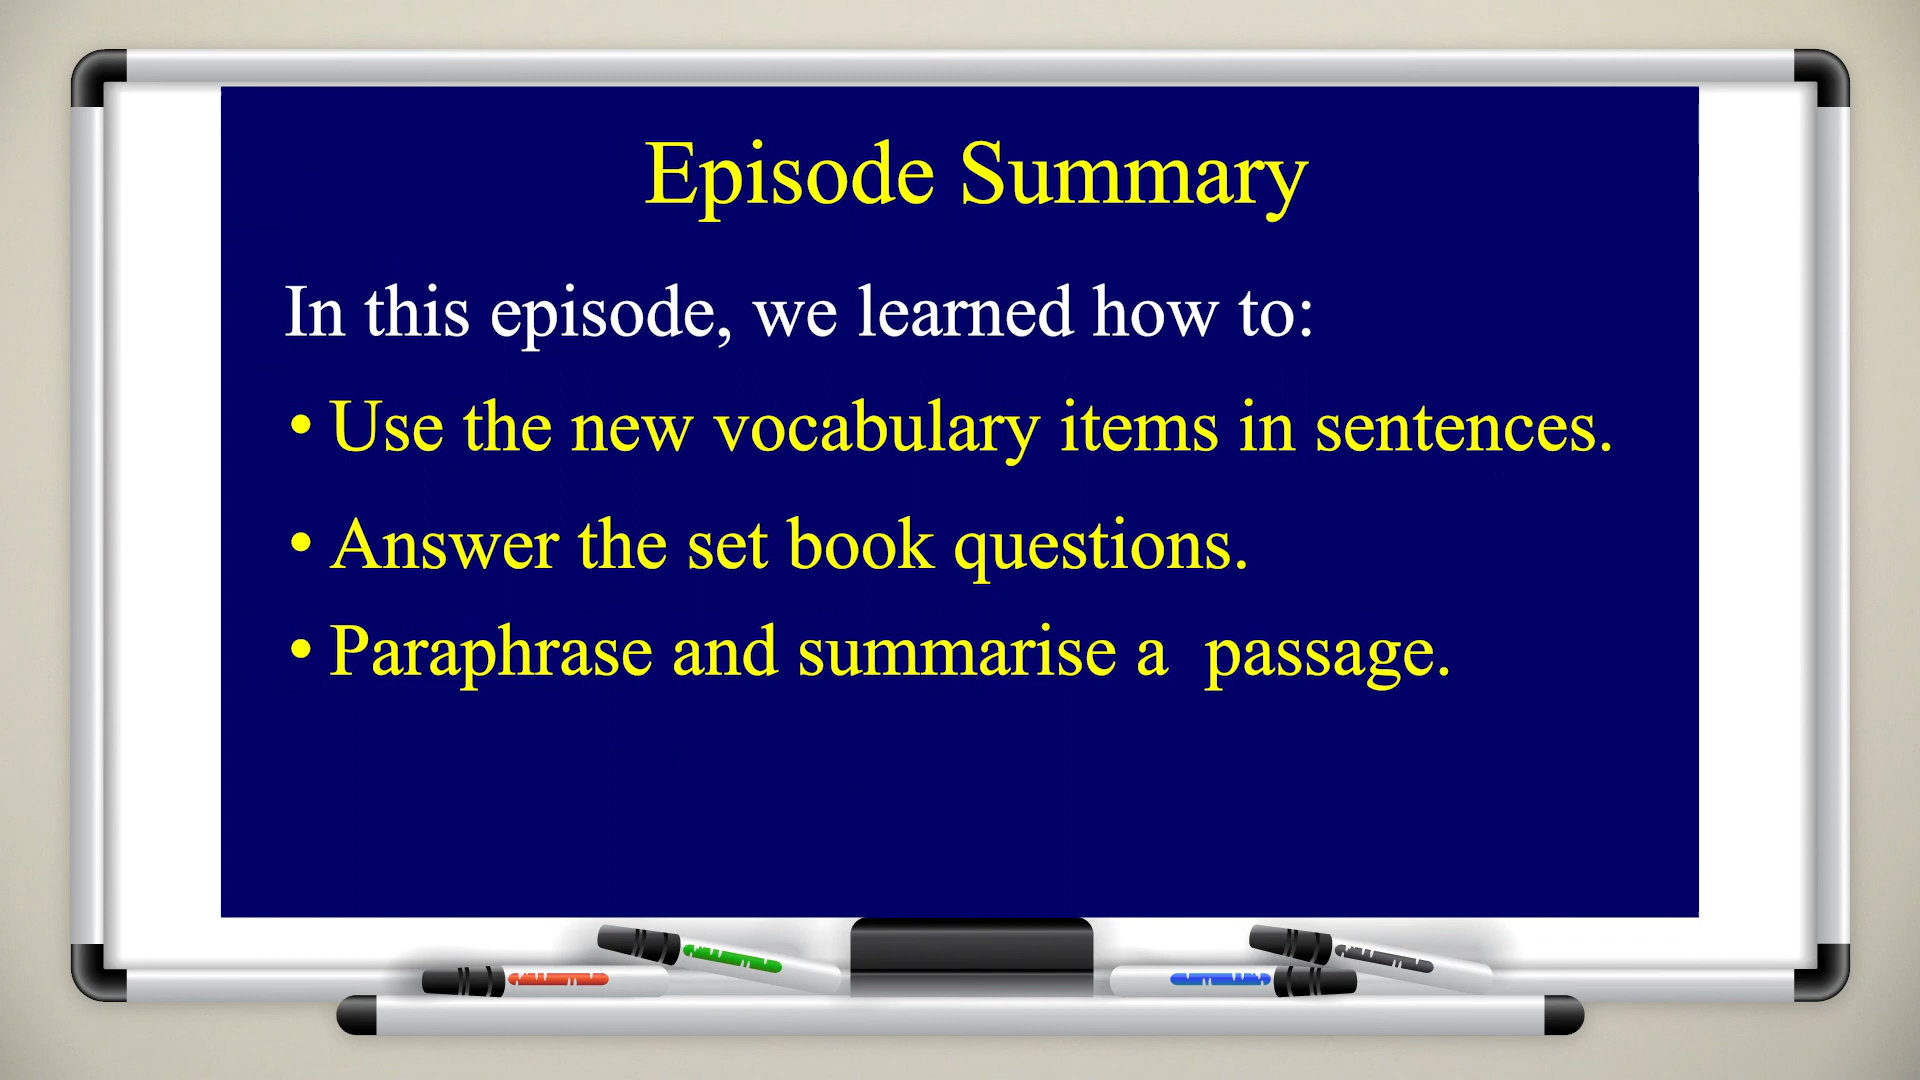 Episode Summary
In this episode, we learned how to:
• Use the new vocabulary items in sentences.
• Answer the set book questions.
• Paraphrase and summarise a  passage.